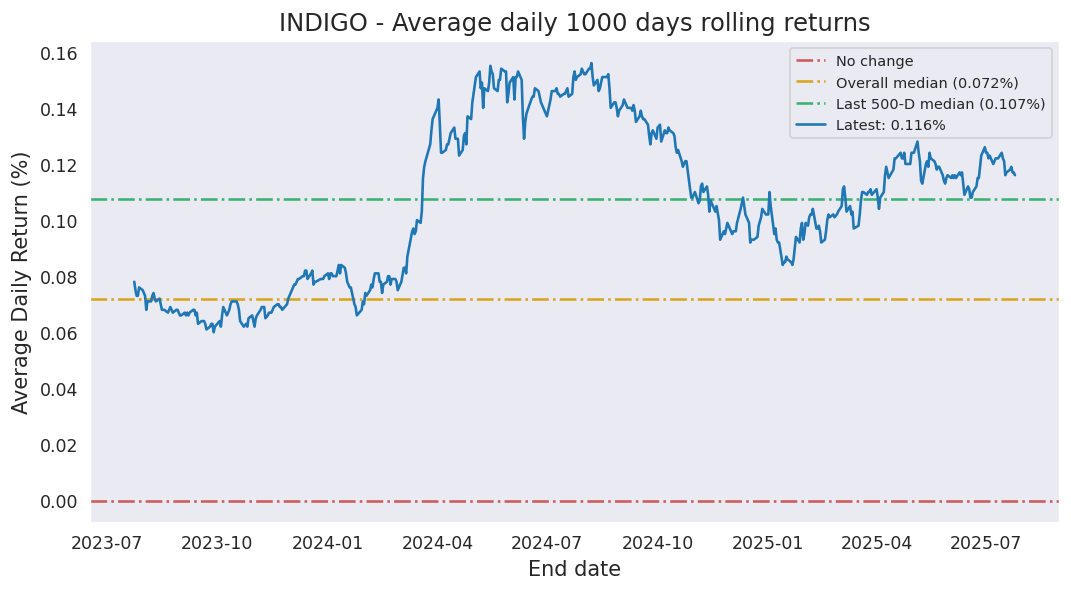 INDIGO - Average daily 1000 days rolling returns
No change
Overall median (0.072%)
Last 500-D median (0.107%)
Latest: 0.116%
Average Daily Return (%)
0.16
0.14
0.12
0.10
0.08
0.06
0.04
0.02
0.00
2023-07 2023-10 2024-01 2024-04 2024-07 2024-10 2025-01 2025-04 2025-07
End date